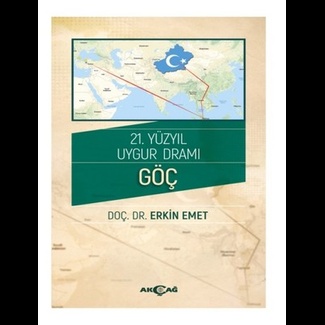 21. YÜZYIL
UYGUR DRAMI
GÖÇ
DOÇ. DR. ERKİN EMET
AKÇAĞ